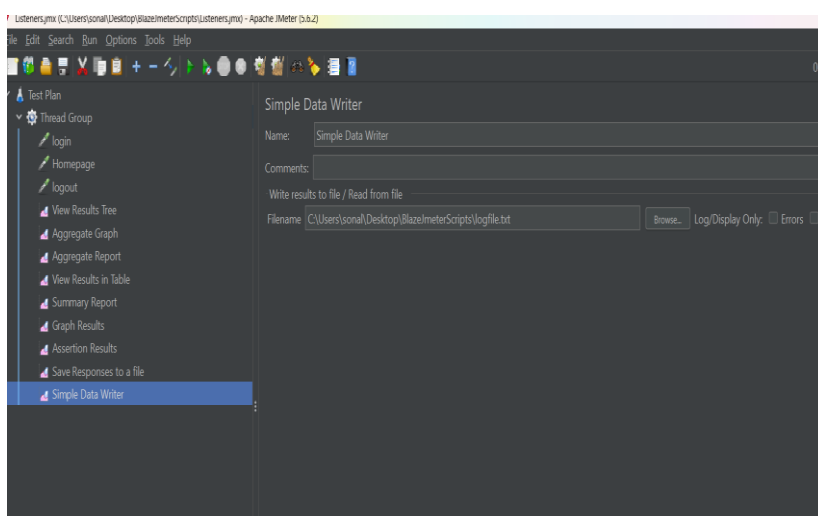 Listeners.jmx (C:\Users\sonal\Desktop\BlazeJmeterScripts\Listeners.jmx) - Apache JMeter (5.6.2)
File Edit Search Run Options Tools Help
Test Plan
Thread Group
login
Homepage
logout
View Results Tree
Aggregate Graph
Aggregate Report
View Results in Table
Summary Report
Graph Results
Assertion Results
Save Responses to a file
Simple Data Writer
Simple Data Writer
Name: Simple Data Writer
Comments:
Write results to file / Read from file
Filename C:\Users\sonal\Desktop\BlazeJmeterScripts\logfile.txt Browse... Log/Display Only: Errors